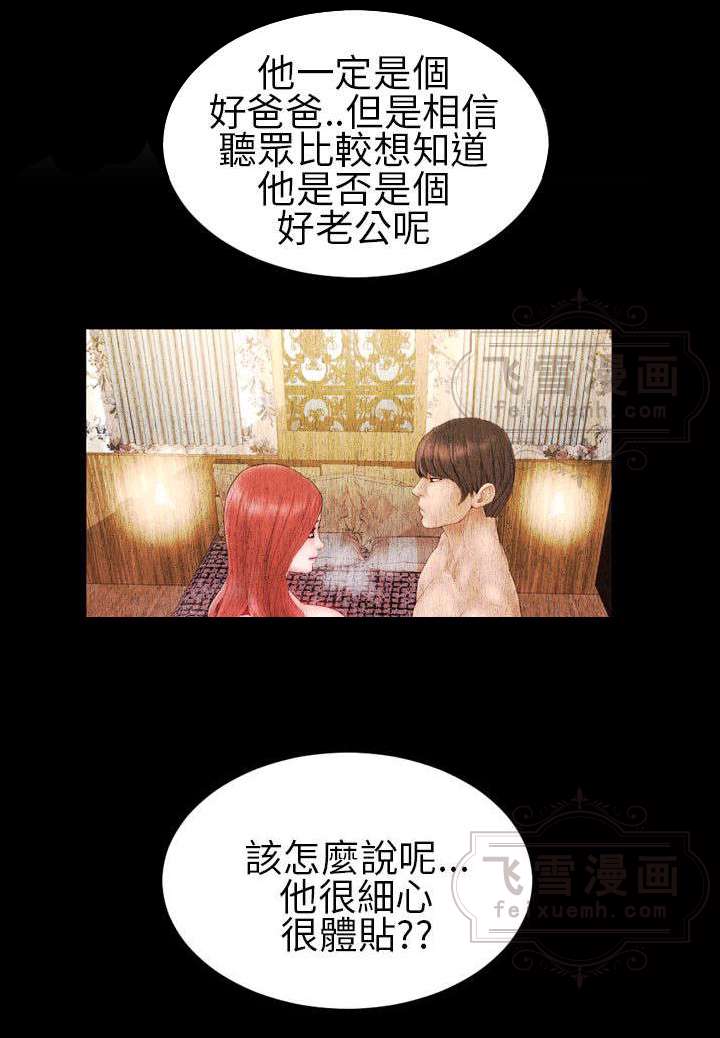 他一定是個
好爸爸..但是相信
聽眾比較想知道
他是否是個
好老公呢
飞雪漫画
feixuemh.com
該怎麼說呢...
他很細心
很體貼??
飞雪漫画
feixuemh.com